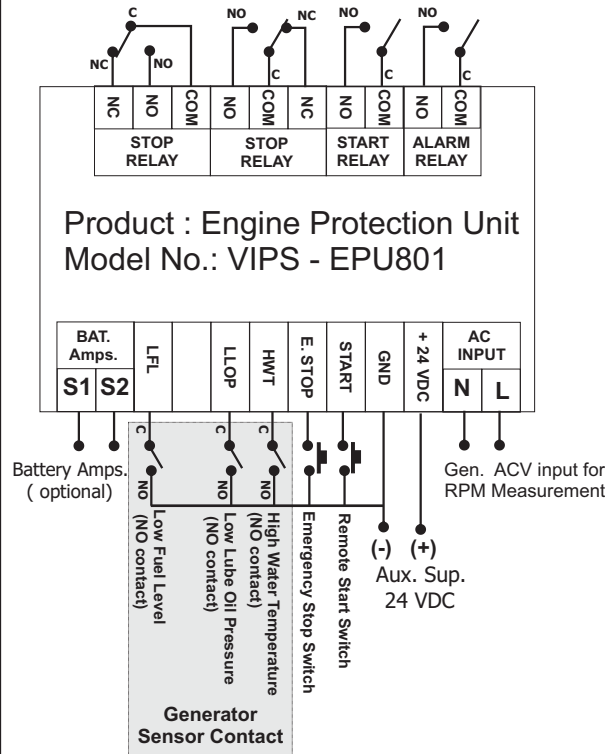 C
NC
NO
NO
NC
C
NO
C
NO
C
NC
NO
COM
NO
COM
NC
NO
COM
NO
COM
STOP
RELAY
STOP
RELAY
START
RELAY
ALARM
RELAY
Product : Engine Protection Unit
Model No.: VIPS - EPU801
BAT.
Amps.
S1
S2
LFL
LLOP
HWT
E. STOP
START
GND
+ 24 VDC
AC
INPUT
N
L
C
C
C
NO
NO
NO
Battery Amps.
( optional)
Low Fuel Level
(NO contact)
Low Lube Oil Pressure
(NO contact)
High Water Temperature
(NO contact)
Emergency Stop Switch
Remote Start Switch
(-)
(+)
Aux. Sup.
24 VDC
Gen. ACV input for
RPM Measurement
Generator
Sensor Contact